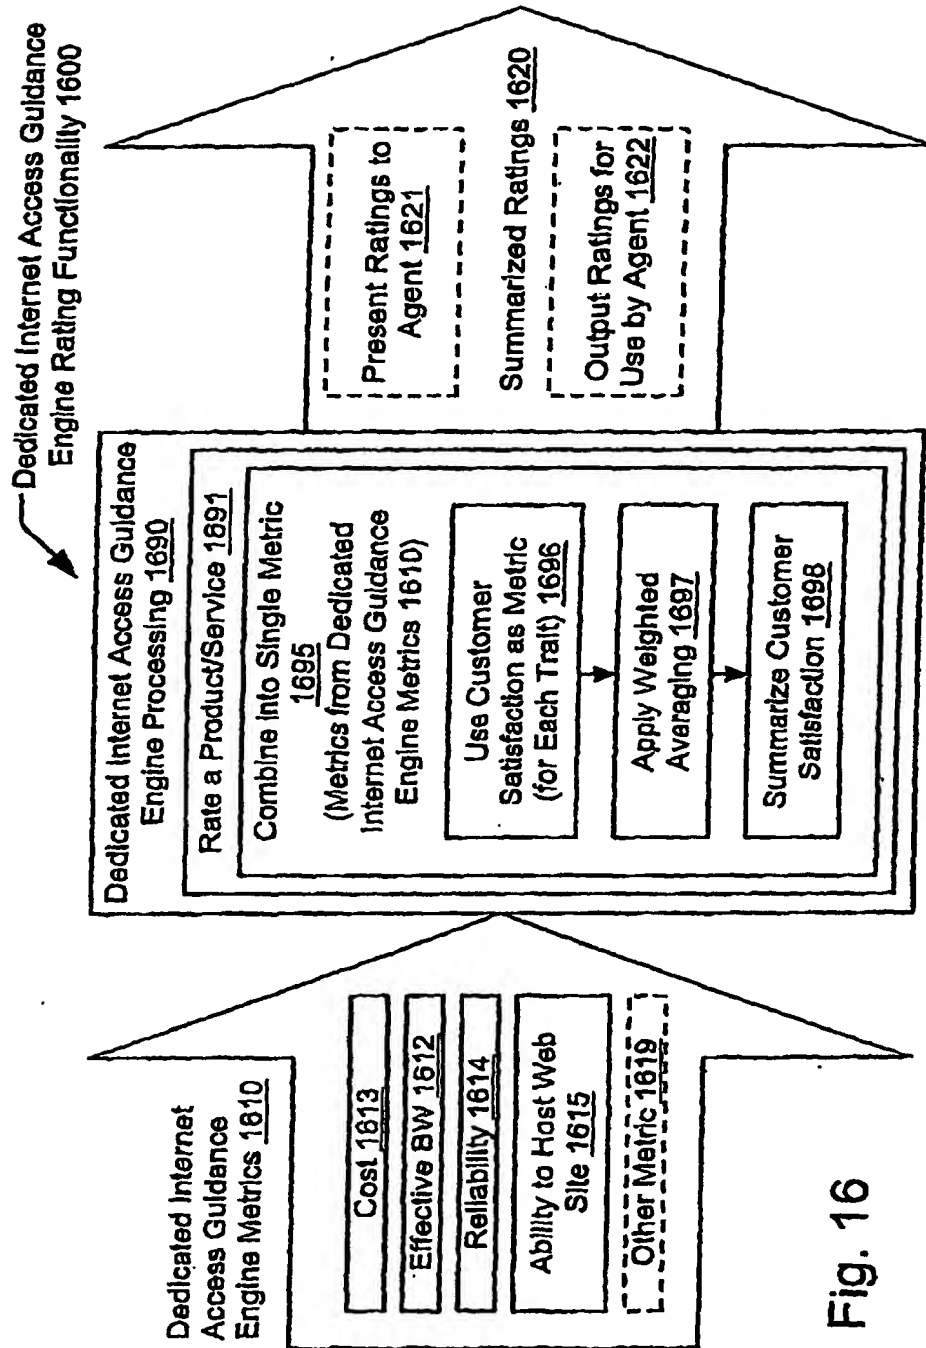 Dedicated Internet Access Guidance
Engine Rating Functionality 1600
Dedicated Internet
Access Guidance
Engine Metrics 1610
Cost 1613
Effective BW 1612
Reliability 1614
Ability to Host Web
Site 1615
Other Metric 1619
Dedicated Internet Access Guidance
Engine Processing 1690
Rate a Product/Service 1691
Combine into Single Metric
1695
(Metrics from Dedicated
Internet Access Guidance
Engine Metrics 1610)
Use Customer
Satisfaction as Metric
(for Each Trait) 1696
Apply Weighted
Averaging 1697
Summarize Customer
Satisfaction 1698
Present Ratings to
Agent 1621
Summarized Ratings 1620
Output Ratings for
Use by Agent 1622
Fig. 16